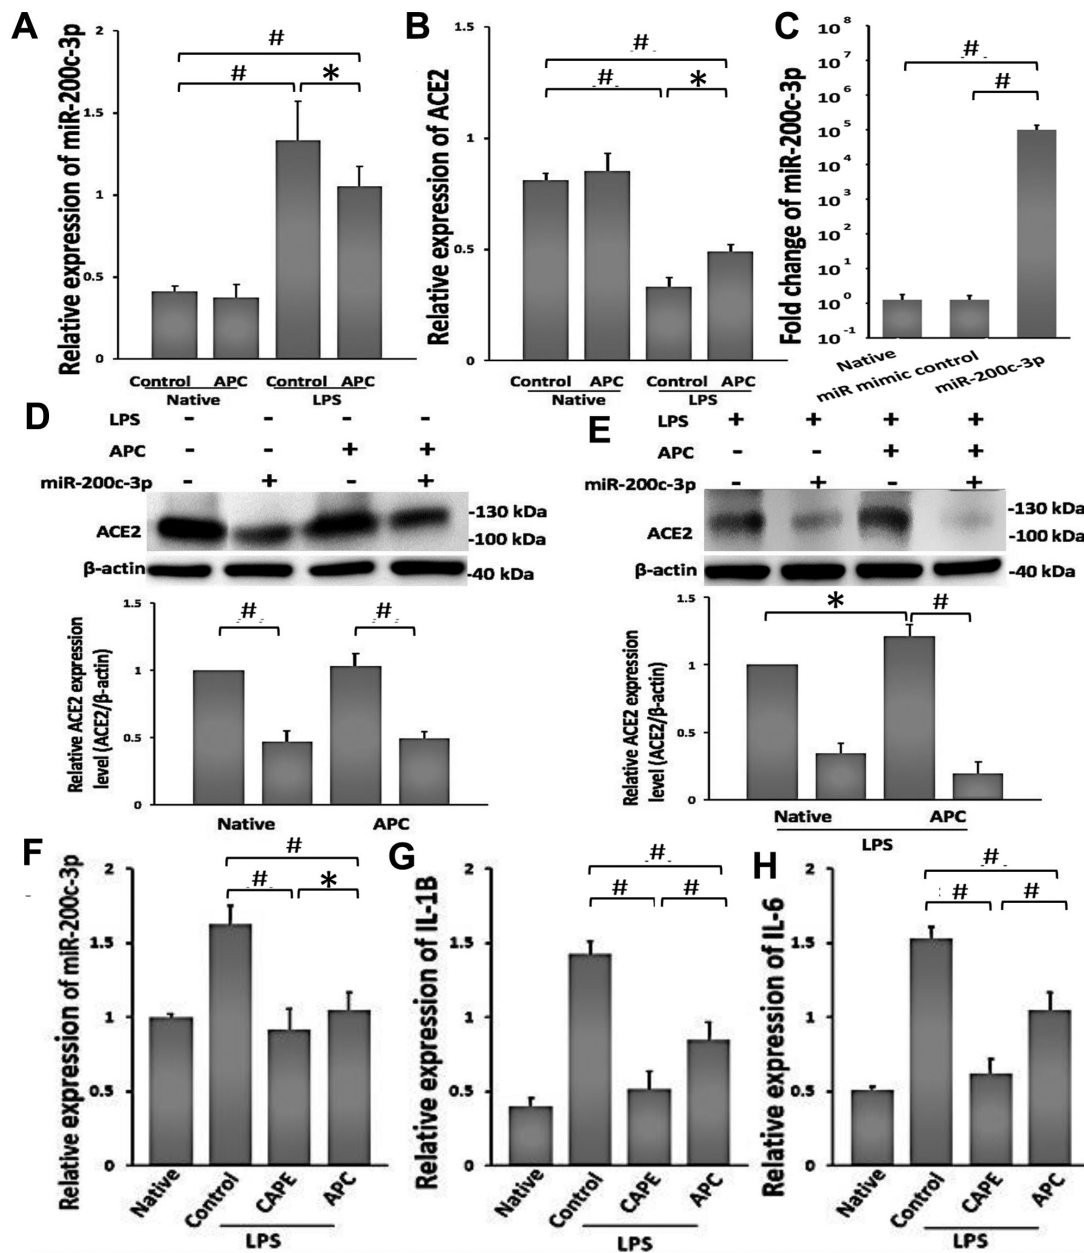 A
Relative expression of miR-200c-3p
2
1.5
1
0.5
0
#
#
*
Control APC Control APC
Native LPS
B
Relative expression of ACE2
1.5
1
0.5
0
#
#
*
Control APC Control APC
Native LPS
C
Fold change of miR-200c-3p
10^8
10^7
10^6
10^5
10^4
10^3
10^2
10^1
10^0
10^-1
#
#
Native
miR mimic control
miR-200c-3p
D
LPS - - - -
APC - - + +
miR-200c-3p - + - +
ACE2
-130 kDa
-100 kDa
β-actin
-40 kDa
Relative ACE2 expression
level (ACE2/β-actin)
1.5
1
0.5
0
# #
Native APC
E
LPS + + + +
APC - - + +
miR-200c-3p - + - +
ACE2
-130 kDa
-100 kDa
β-actin
-40 kDa
Relative ACE2 expression
level (ACE2/β-actin)
1.5
1
0.5
0
* #
Native APC
LPS
F
Relative expression of miR-200c-3p
2
1.5
1
0.5
0
#
# *
Native Control CAPE APC
LPS
G
Relative expression of IL-1B
2
1.5
1
0.5
0
#
# #
Native Control CAPE APC
LPS
H
Relative expression of IL-6
2
1.5
1
0.5
0
#
# #
Native Control CAPE APC
LPS